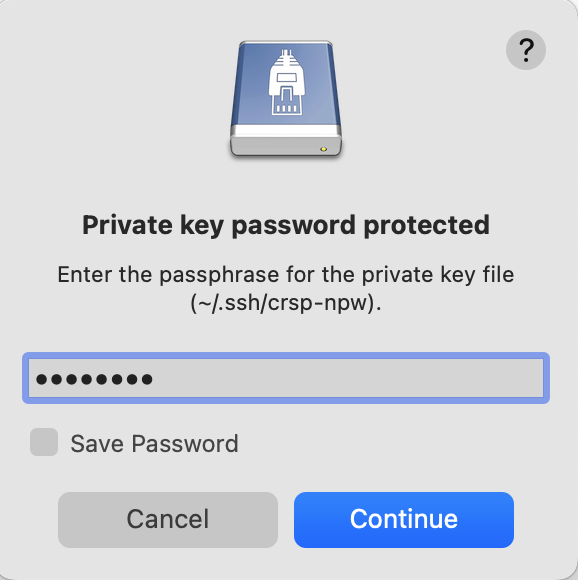 ?
Private key password protected
Enter the passphrase for the private key file
(~/.ssh/crsp-npw).
••••••••
Save Password
Cancel
Continue